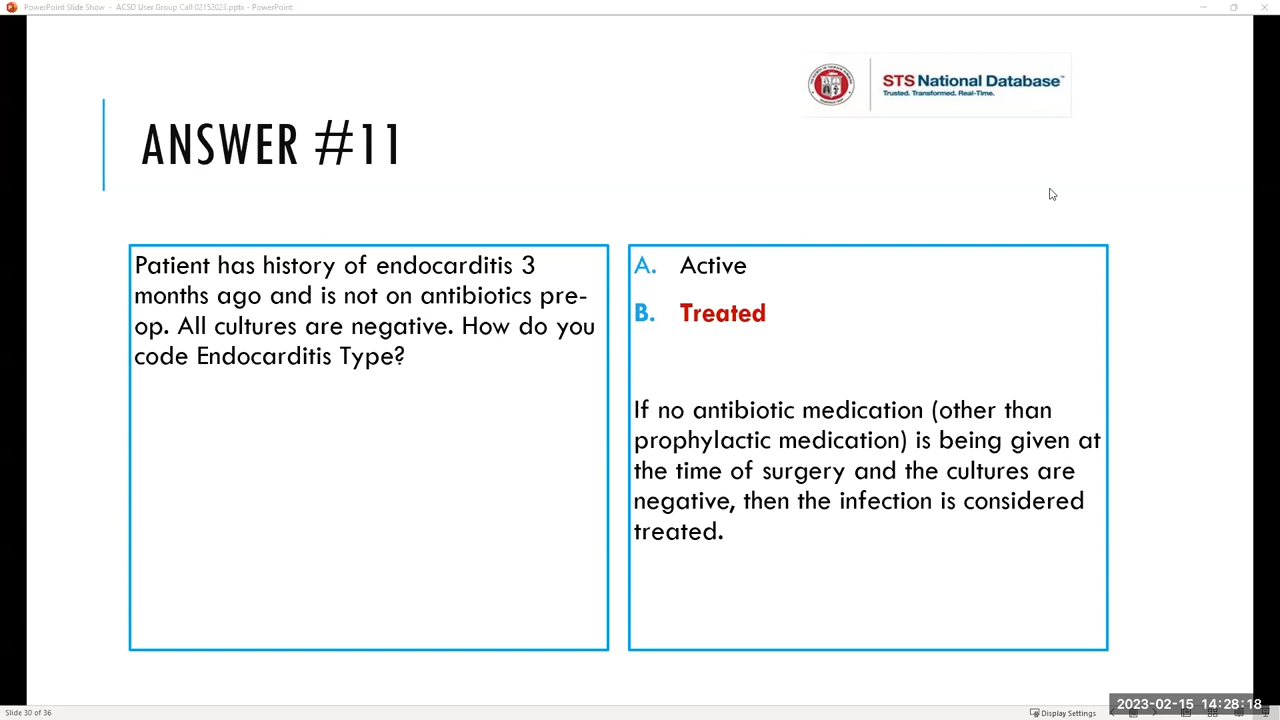 PowerPoint Slide Show - ACSD User Group Call 02152023.pptx - PowerPoint
STS National Database™
Trusted. Transformed. Real-Time.
ANSWER #11
Patient has history of endocarditis 3
months ago and is not on antibiotics pre-
op. All cultures are negative. How do you
code Endocarditis Type?
A. Active
B. Treated
If no antibiotic medication (other than
prophylactic medication) is being given at
the time of surgery and the cultures are
negative, then the infection is considered
treated.
2023-02-15 14:28:18
Slide 30 of 36
Display Settings